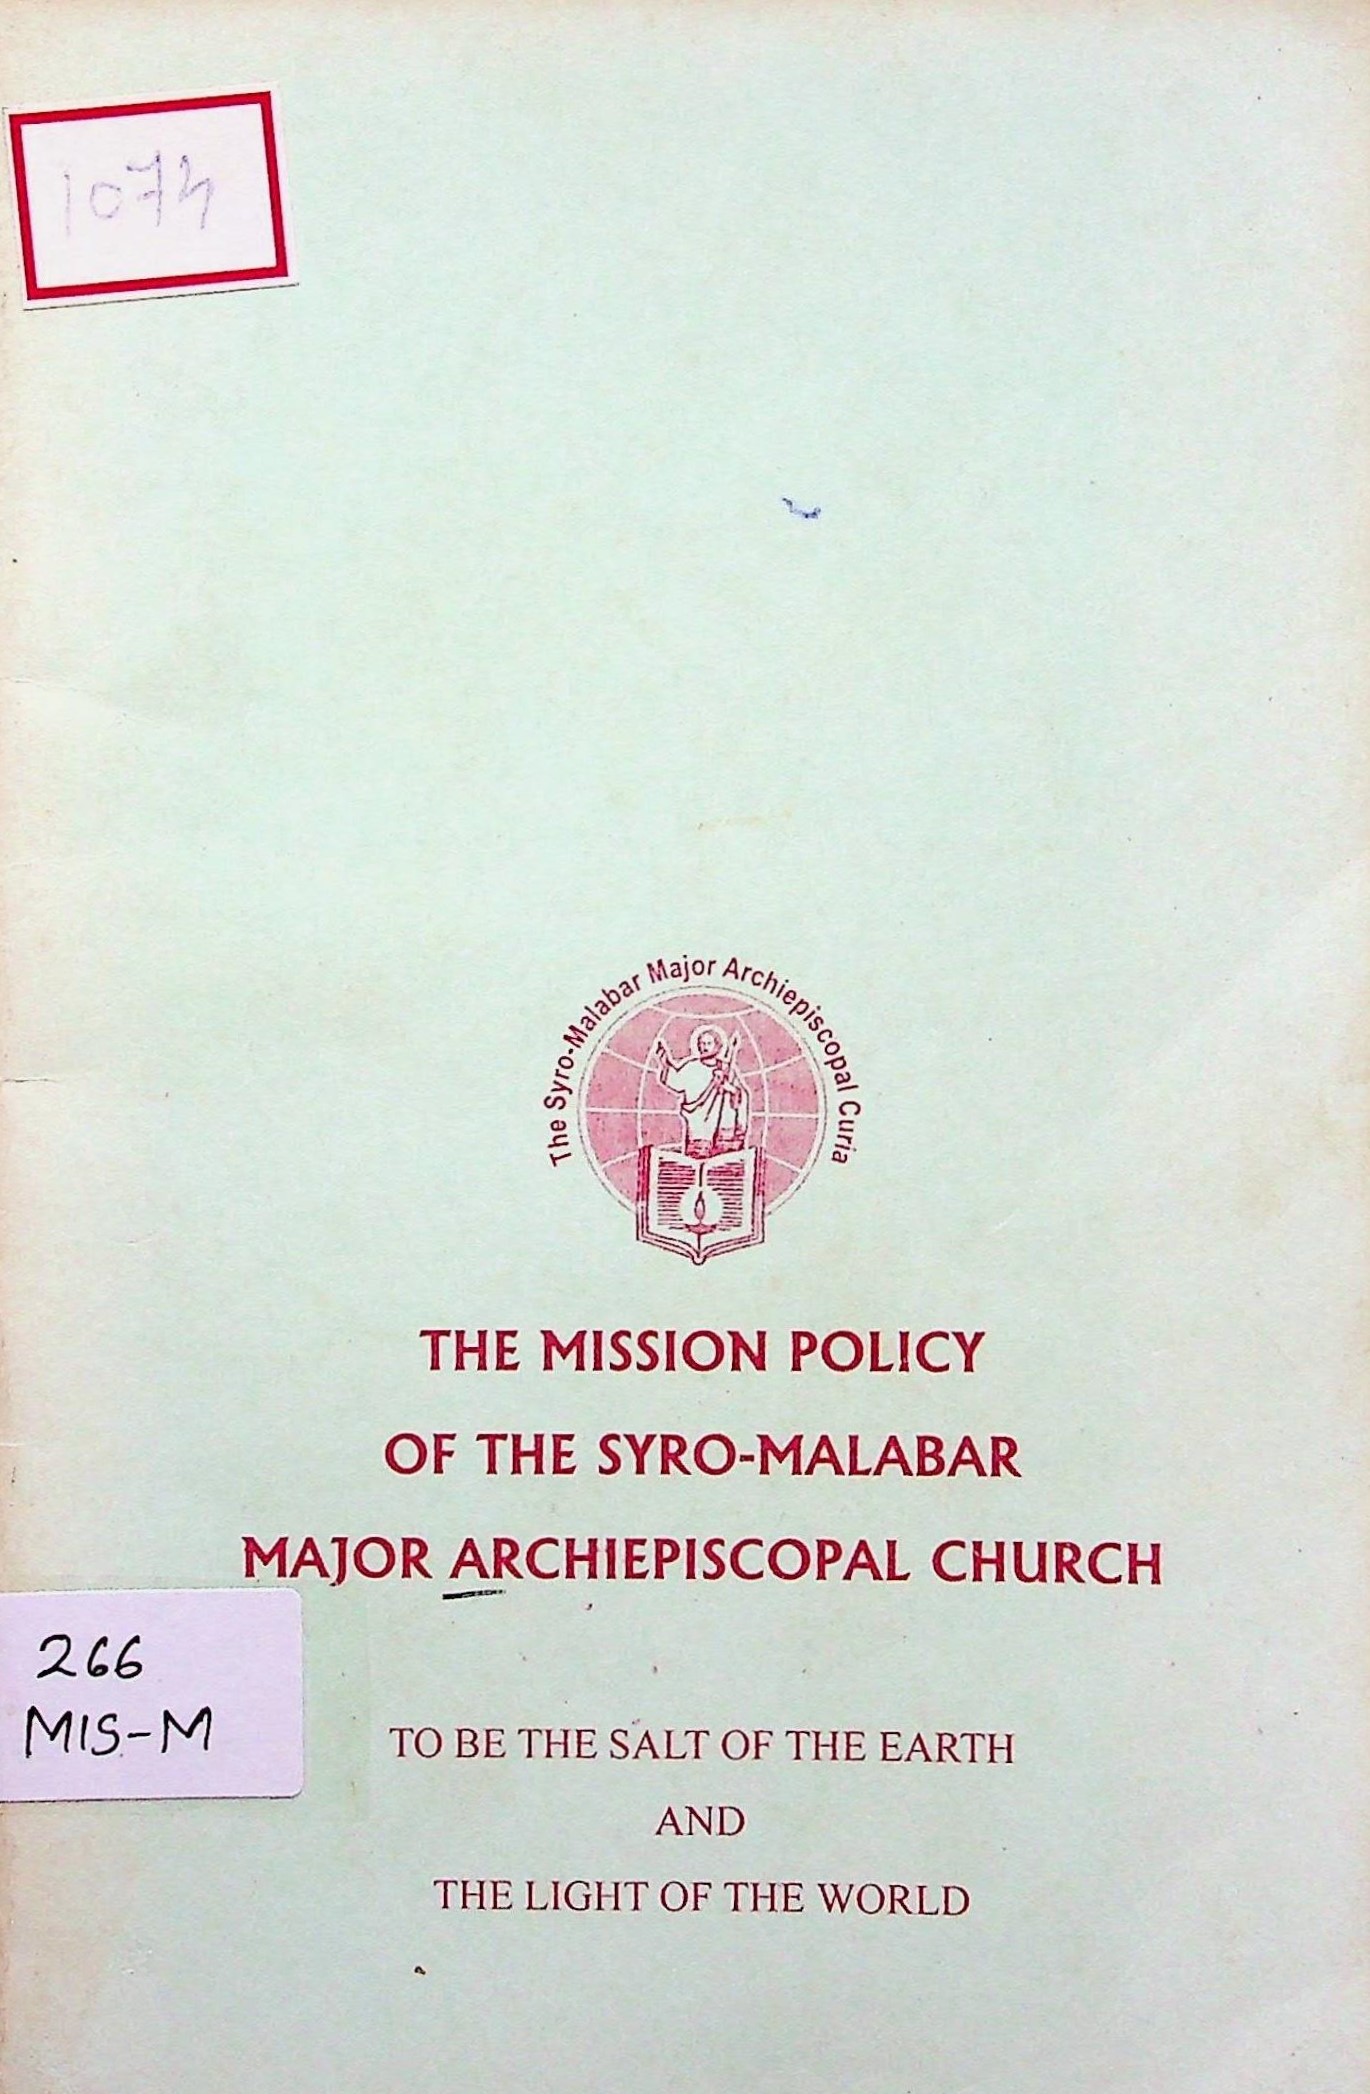 1074
The Syro-Malabar Major Archiepiscopal Curia
THE MISSION POLICY
OF THE SYRO-MALABAR
MAJOR ARCHIEPISCOPAL CHURCH
266
MIS-M
TO BE THE SALT OF THE EARTH
AND
THE LIGHT OF THE WORLD